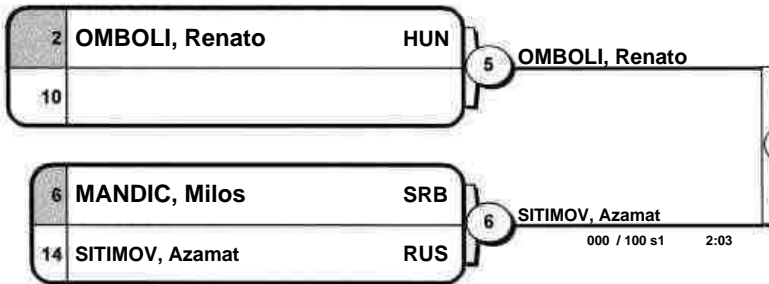 2 OMBOLI, Renato HUN
5 OMBOLI, Renato
10
6 MANDIC, Milos SRB
6 SITIMOV, Azamat
000 / 100 s1 2:03
14 SITIMOV, Azamat RUS